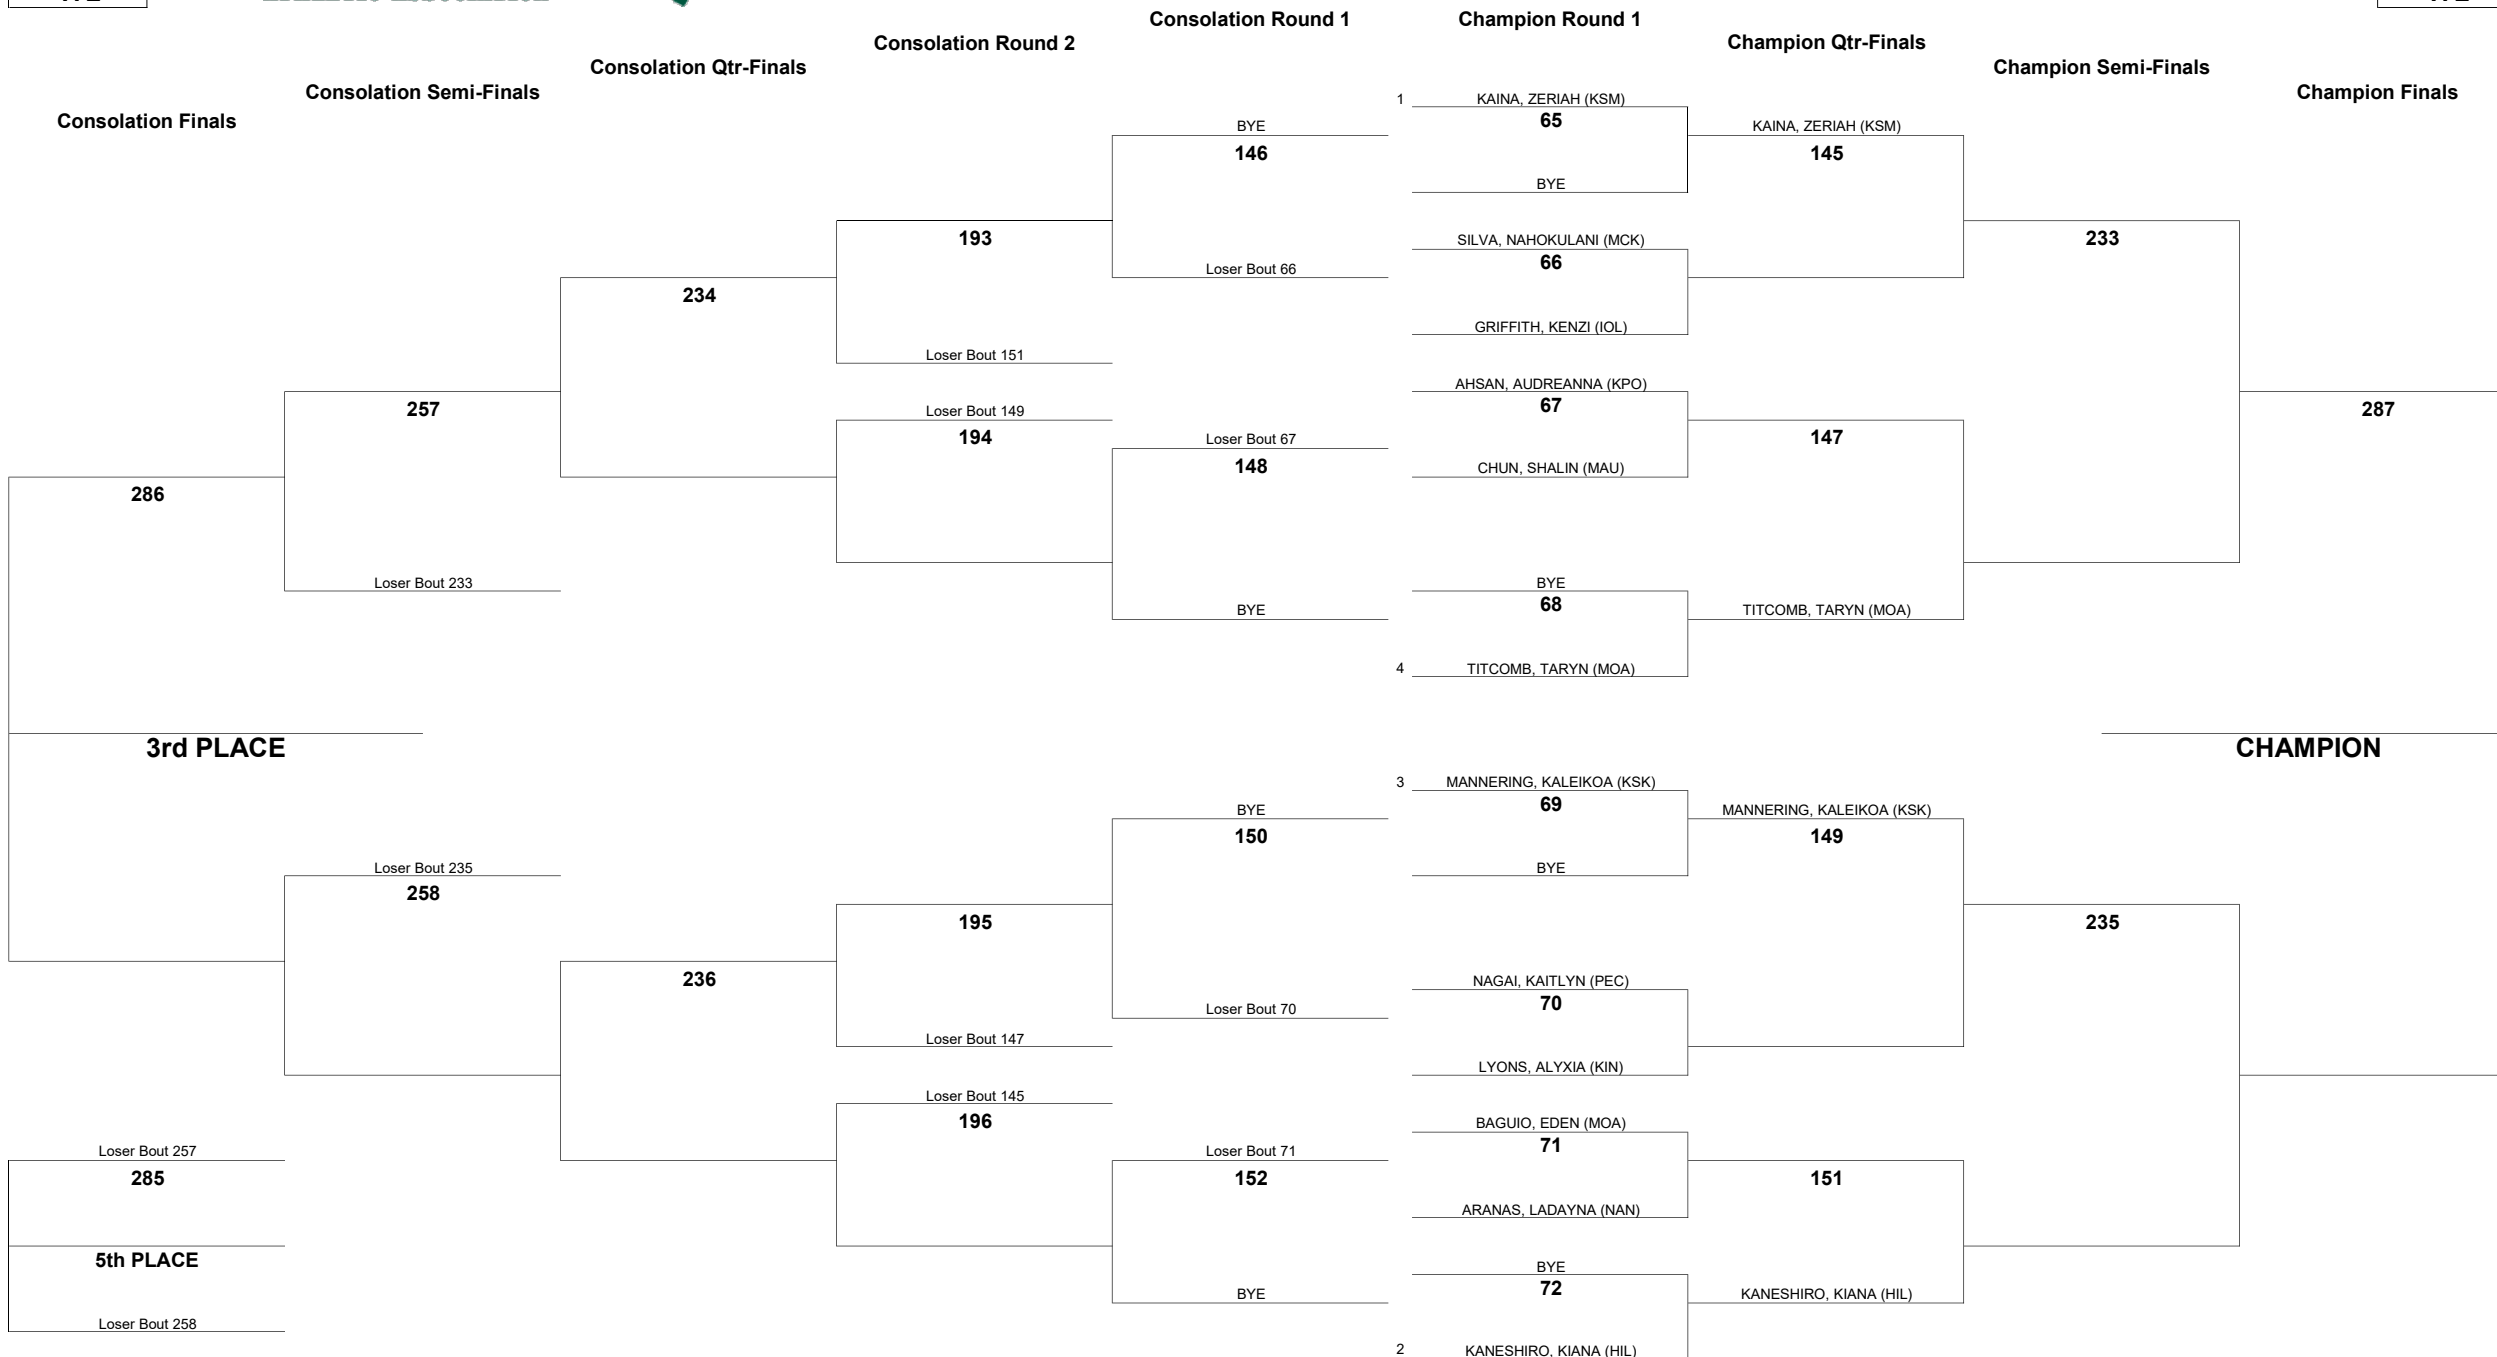 Consolation Round 1
Champion Round 1
Consolation Round 2
Champion Qtr-Finals
Consolation Qtr-Finals
Champion Semi-Finals
Consolation Semi-Finals
Champion Finals
Consolation Finals
1 KAINA, ZERIAH (KSM)
65
BYE
KAINA, ZERIAH (KSM)
146
145
BYE
193
SILVA, NAHOKULANI (MCK)
233
66
Loser Bout 66
234
GRIFFITH, KENZI (IOL)
Loser Bout 151
AHSAN, AUDREANNA (KPO)
257
Loser Bout 149
67
287
194
Loser Bout 67
147
148
CHUN, SHALIN (MAU)
286
Loser Bout 233
BYE
68
BYE
TITCOMB, TARYN (MOA)
4 TITCOMB, TARYN (MOA)
3rd PLACE
CHAMPION
3 MANNERING, KALEIKOA (KSK)
69
BYE
MANNERING, KALEIKOA (KSK)
150
149
Loser Bout 235
BYE
258
195
235
236
NAGAI, KAITLYN (PEC)
70
Loser Bout 70
Loser Bout 147
LYONS, ALYXIA (KIN)
Loser Bout 145
196
BAGUIO, EDEN (MOA)
71
Loser Bout 257
Loser Bout 71
285
152
151
ARANAS, LADAYNA (NAN)
5th PLACE
BYE
72
BYE
KANESHIRO, KIANA (HIL)
Loser Bout 258
2 KANESHIRO, KIANA (HIL)